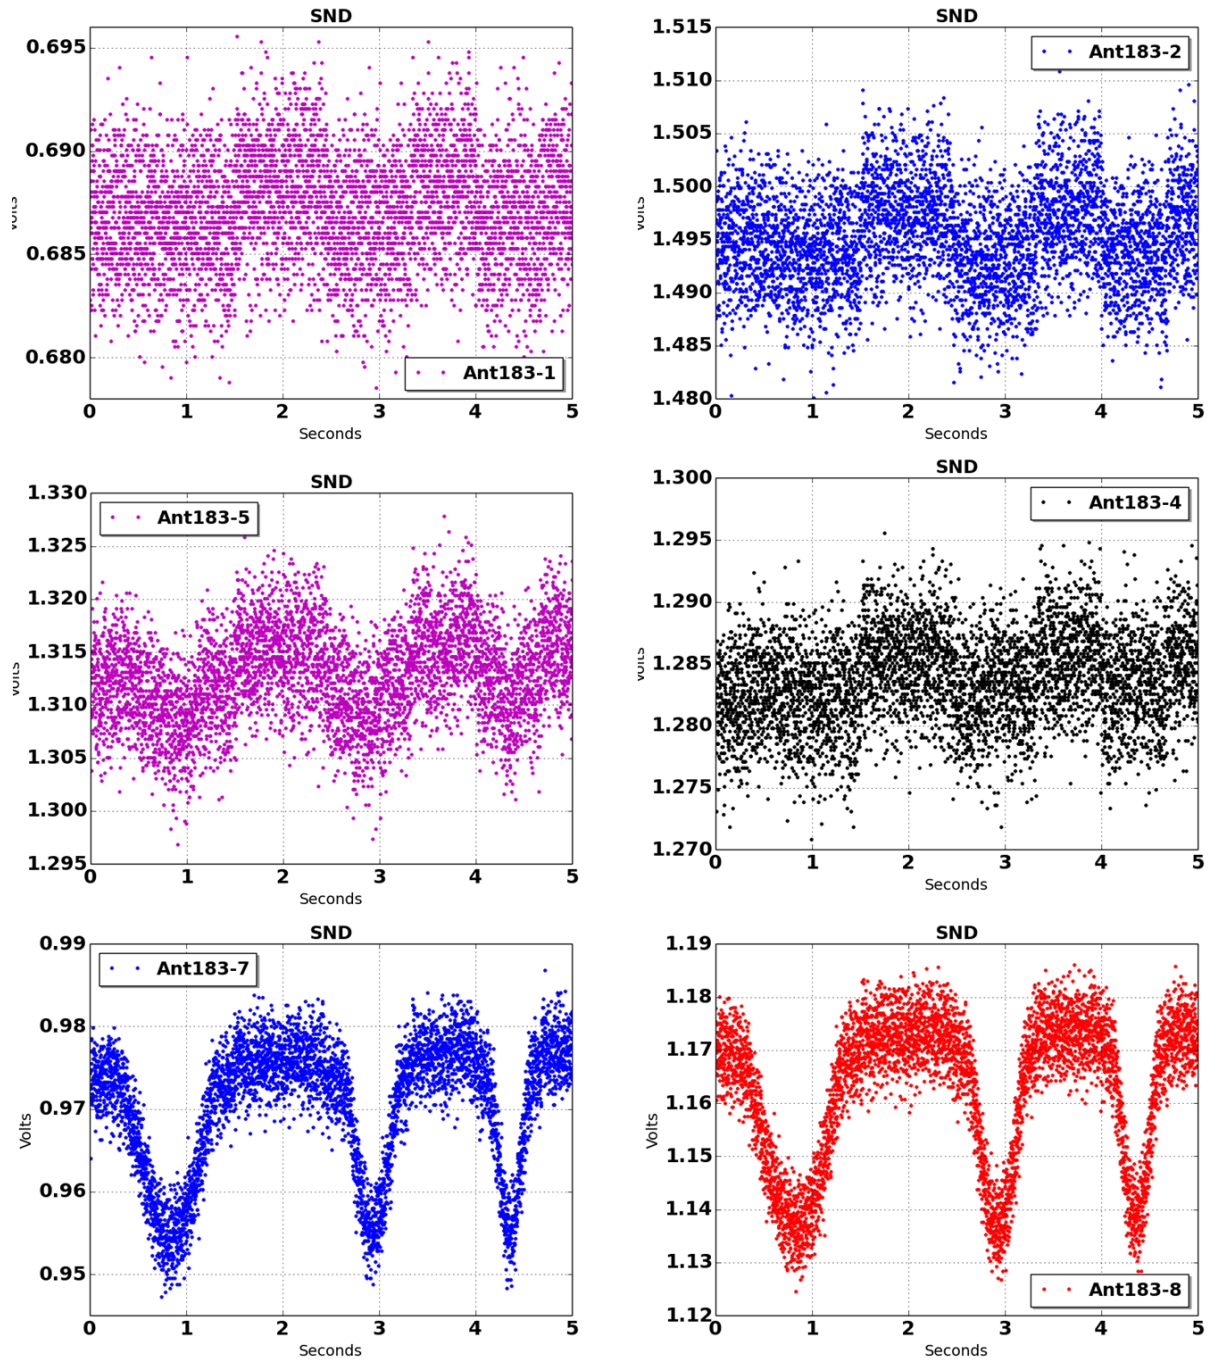 SND
0.695
0.690
0.685
0.680
Volts
Ant183-1
0 1 2 3 4 5
Seconds
SND
1.515
1.510
1.505
1.500
1.495
1.490
1.485
1.480
Volts
Ant183-2
0 1 2 3 4 5
Seconds
SND
1.330
1.325
1.320
1.315
1.310
1.305
1.300
1.295
Volts
Ant183-5
0 1 2 3 4 5
Seconds
SND
1.300
1.295
1.290
1.285
1.280
1.275
1.270
Volts
Ant183-4
0 1 2 3 4 5
Seconds
SND
0.99
0.98
0.97
0.96
0.95
Volts
Ant183-7
0 1 2 3 4 5
Seconds
SND
1.19
1.18
1.17
1.16
1.15
1.14
1.13
1.12
Volts
Ant183-8
0 1 2 3 4 5
Seconds